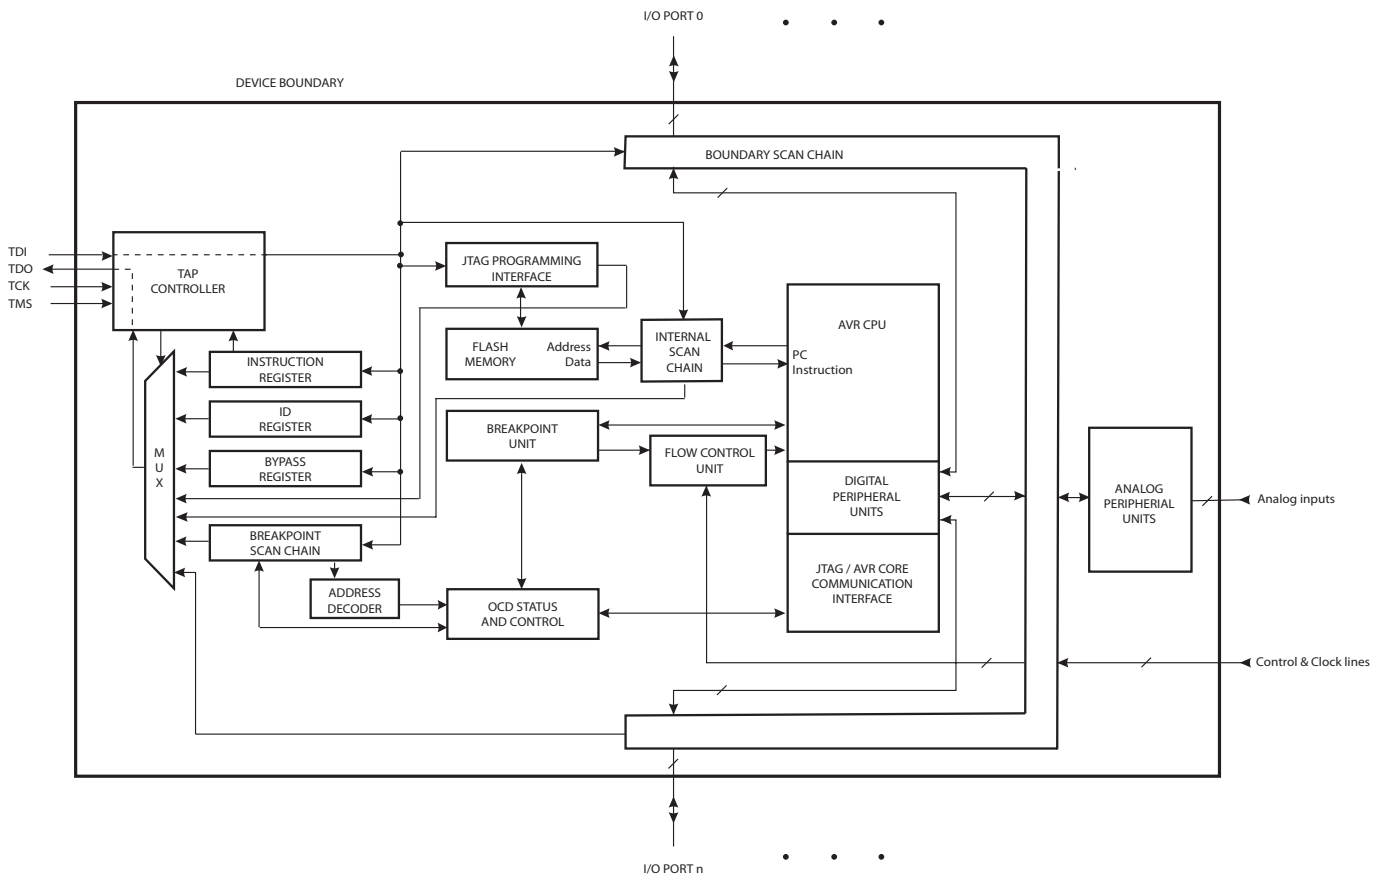 I/O PORT 0
DEVICE BOUNDARY
BOUNDARY SCAN CHAIN
TDI
TDO
TCK
TMS
TAP
CONTROLLER
JTAG PROGRAMMING
INTERFACE
FLASH
MEMORY
Address
Data
INTERNAL
SCAN
CHAIN
AVR CPU
PC
Instruction
INSTRUCTION
REGISTER
ID
REGISTER
BYPASS
REGISTER
M
U
X
BREAKPOINT
UNIT
FLOW CONTROL
UNIT
DIGITAL
PERIPHERAL
UNITS
ANALOG
PERIPHERIAL
UNITS
Analog inputs
BREAKPOINT
SCAN CHAIN
ADDRESS
DECODER
OCD STATUS
AND CONTROL
JTAG / AVR CORE
COMMUNICATION
INTERFACE
Control & Clock lines
I/O PORT n